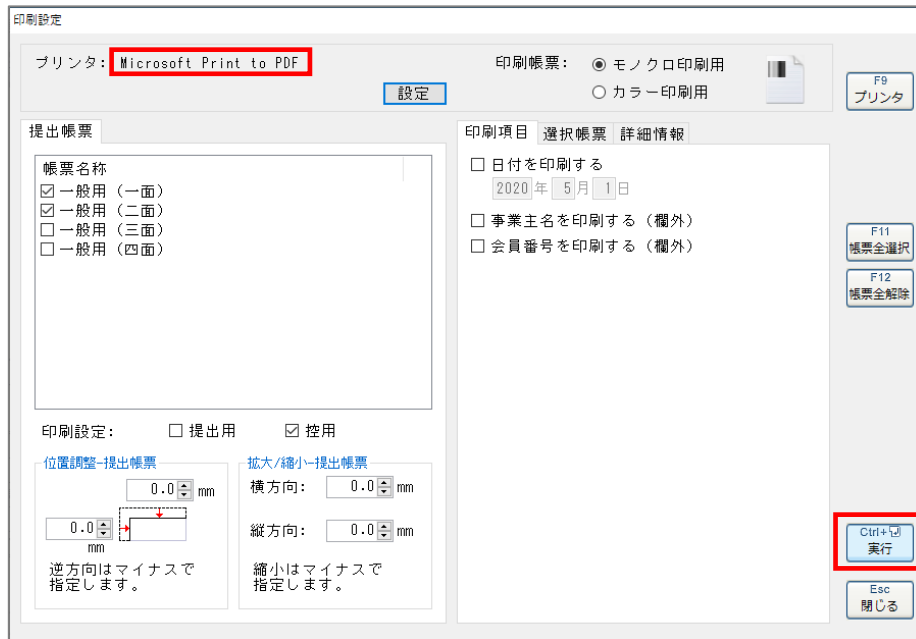 印刷設定
プリンタ: Microsoft Print to PDF
設定
印刷帳票: モノクロ印刷用
カラー印刷用
F9
プリンタ
提出帳票
帳票名称
一般用 (一面)
一般用 (二面)
一般用 (三面)
一般用 (四面)
印刷設定: 提出用 控用
位置調整-提出帳票
0.0 mm
0.0
mm
逆方向はマイナスで
指定します。
拡大/縮小-提出帳票
横方向: 0.0 mm
縦方向: 0.0 mm
縮小はマイナスで
指定します。
印刷項目 選択帳票 詳細情報
日付を印刷する
2020 年 5 月 1 日
事業主名を印刷する (欄外)
会員番号を印刷する (欄外)
F11
帳票全選択
F12
帳票全解除
Ctrl+
実行
Esc
閉じる